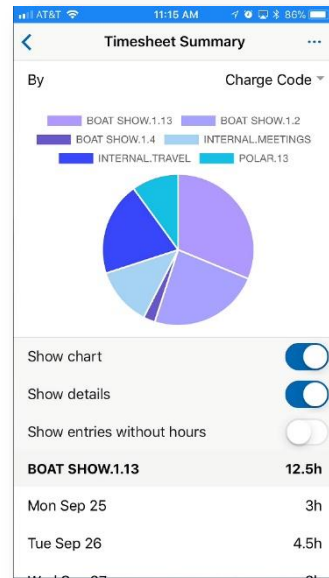 AT&T 11:15 AM 86%
Timesheet Summary
By Charge Code
BOAT SHOW.1.13 BOAT SHOW.1.2
BOAT SHOW.1.4 INTERNAL.MEETINGS
INTERNAL.TRAVEL POLAR.13
Show chart
Show details
Show entries without hours
BOAT SHOW.1.13 12.5h
Mon Sep 25 3h
Tue Sep 26 4.5h